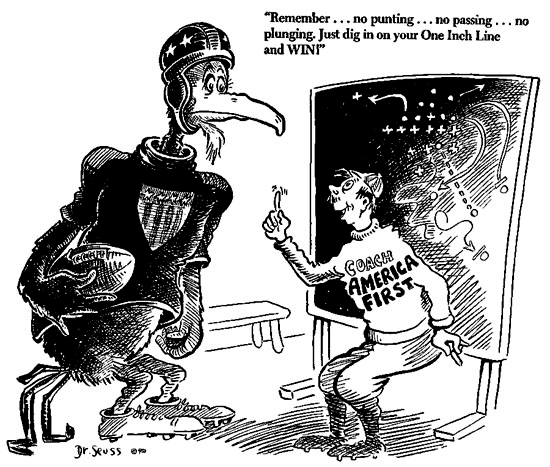 "Remember . . . no punting . . . no passing . . . no
plunging. Just dig in on your One Inch Line
and WIN!"
COACH
AMERICA
FIRST
Dr. Seuss